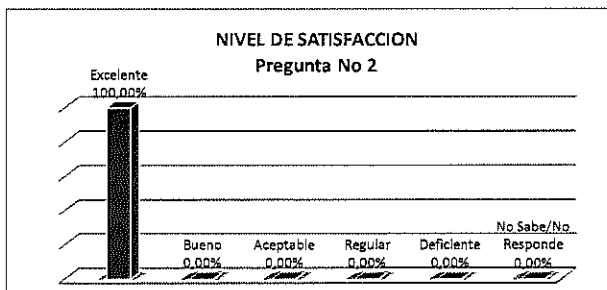 NIVEL DE SATISFACCION
Pregunta No 2
Excelente
100,00%
Bueno
0,00%
Aceptable
0,00%
Regular
0,00%
Deficiente
0,00%
No Sabe/No
Responde
0,00%